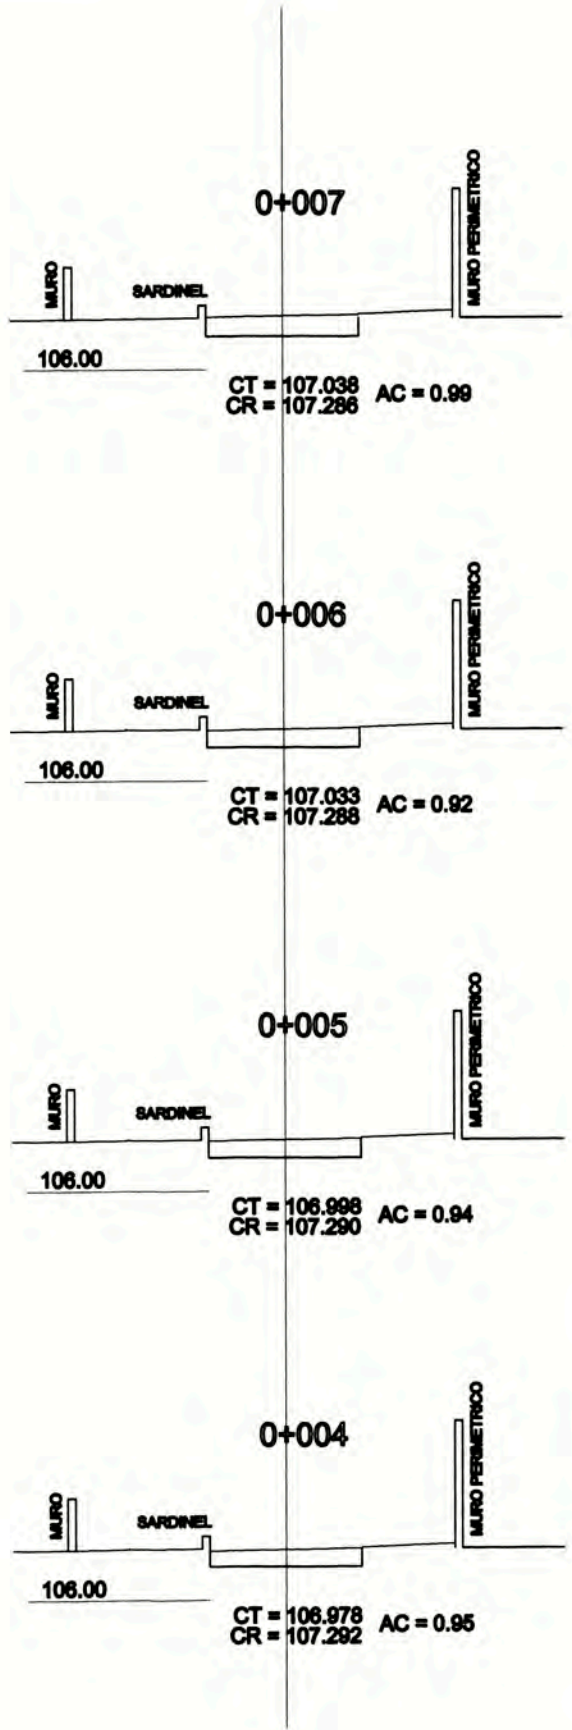 0+007
MURO PERIMETRICO
MURO
SARDINEL
106.00
CT = 107.038
CR = 107.286
AC = 0.99
0+006
MURO PERIMETRICO
MURO
SARDINEL
106.00
CT = 107.033
CR = 107.288
AC = 0.92
0+005
MURO PERIMETRICO
MURO
SARDINEL
106.00
CT = 106.998
CR = 107.290
AC = 0.94
0+004
MURO PERIMETRICO
MURO
SARDINEL
106.00
CT = 106.978
CR = 107.292
AC = 0.95